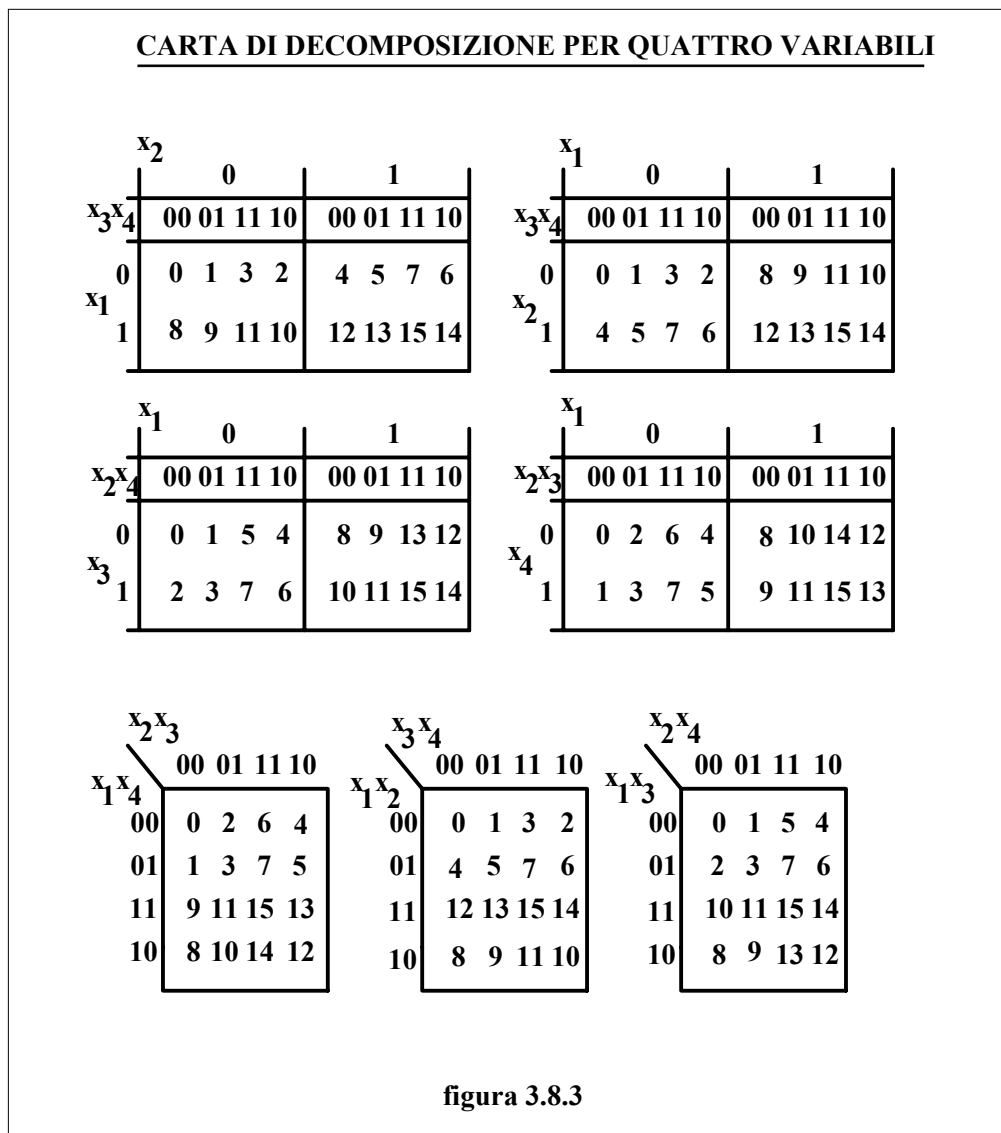 CARTA DI DECOMPOSIZIONE PER QUATTRO VARIABILI
x2
0 1
x3x4 00 01 11 10 00 01 11 10
0 0 1 3 2 4 5 7 6
x1
1 8 9 11 10 12 13 15 14
x1
0 1
x3x4 00 01 11 10 00 01 11 10
0 0 1 3 2 8 9 11 10
x2
1 4 5 7 6 12 13 15 14
x1
0 1
x2x4 00 01 11 10 00 01 11 10
0 0 1 5 4 8 9 13 12
x3
1 2 3 7 6 10 11 15 14
x1
0 1
x2x3 00 01 11 10 00 01 11 10
0 0 2 6 4 8 10 14 12
x4
1 1 3 7 5 9 11 15 13
x2x3
00 01 11 10
x1x4
00 0 2 6 4
01 1 3 7 5
11 9 11 15 13
10 8 10 14 12
x3x4
00 01 11 10
x1x2
00 0 1 3 2
01 4 5 7 6
11 12 13 15 14
10 8 9 11 10
x2x4
00 01 11 10
x1x3
00 0 1 5 4
01 2 3 7 6
11 10 11 15 14
10 8 9 13 12
figura 3.8.3